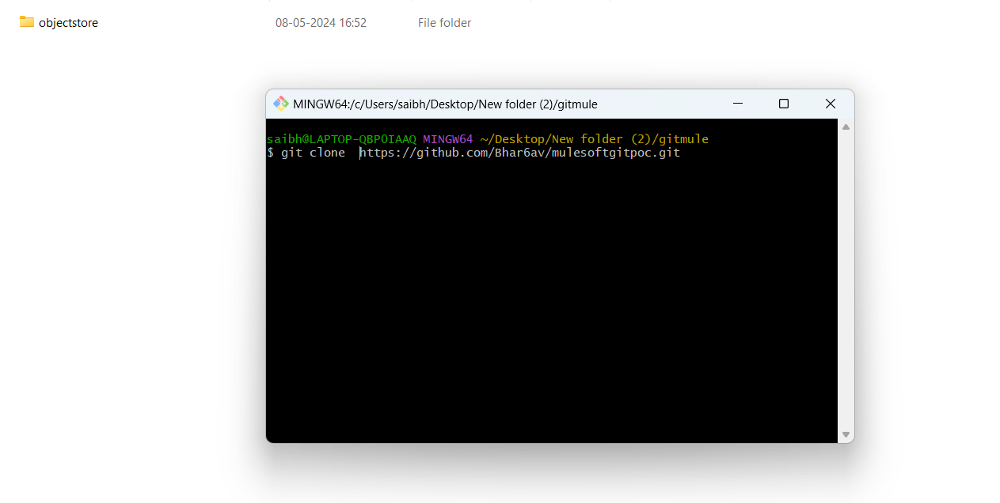 objectstore 08-05-2024 16:52 File folder
MINGW64:/c/Users/saibh/Desktop/New folder (2)/gitmule
saibh@LAPTOP-QBPOIAAQ MINGW64 ~/Desktop/New folder (2)/gitmule
$ git clone  https://github.com/Bhar6av/mulesoftgitpoc.git